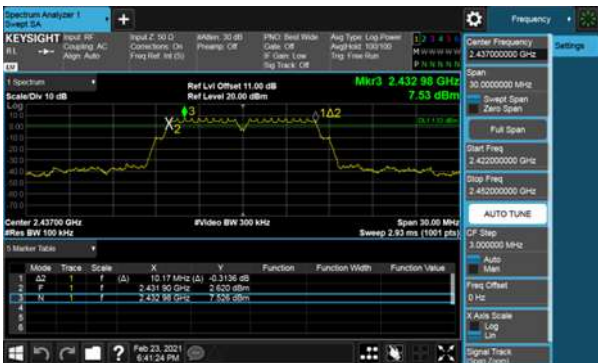 Spectrum Analyzer 1
Swept SA
+
Frequency
KEYSIGHT
Input: RF
Coupling: AC
Align: Auto
Input Z: 50 Ω
Corrections: On
Freq Ref: Int (S)
#Atten: 30 dB
Preamp: Off
PNO: Best Wide
Gate: Off
IF Gain: Low
Sig Track: Off
Avg Type: Log-Power
Avg|Hold: 100/100
Trig: Free Run
RL
LV
1 Spectrum
Scale/Div 10 dB
Ref Lvl Offset 11.00 dB
Ref Level 20.00 dBm
Mkr3 2.432 98 GHz
7.53 dBm
Log
3
2
1Δ2
Center 2.43700 GHz
#Res BW 100 kHz
#Video BW 300 kHz
Span 30.00 MHz
Sweep 2.93 ms (1001 pts)
5 Marker Table
Mode Trace Scale X Y Function Function Width Function Value
1 Δ2 1 f (Δ) 10.17 MHz (Δ) -0.3136 dB
2 F 1 f 2.431 90 GHz 2.620 dBm
3 N 1 f 2.432 98 GHz 7.526 dBm
4
5
6
?
Feb 23, 2021
6:41:24 PM
Center Frequency
2.437000000 GHz
Settings
Span
30.0000000 MHz
Swept Span
Zero Span
Full Span
Start Freq
2.422000000 GHz
Stop Freq
2.452000000 GHz
AUTO TUNE
CF Step
3.000000 MHz
Auto
Man
Freq Offset
0 Hz
X Axis Scale
Log
Lin
Signal Track
(Span Zoom)